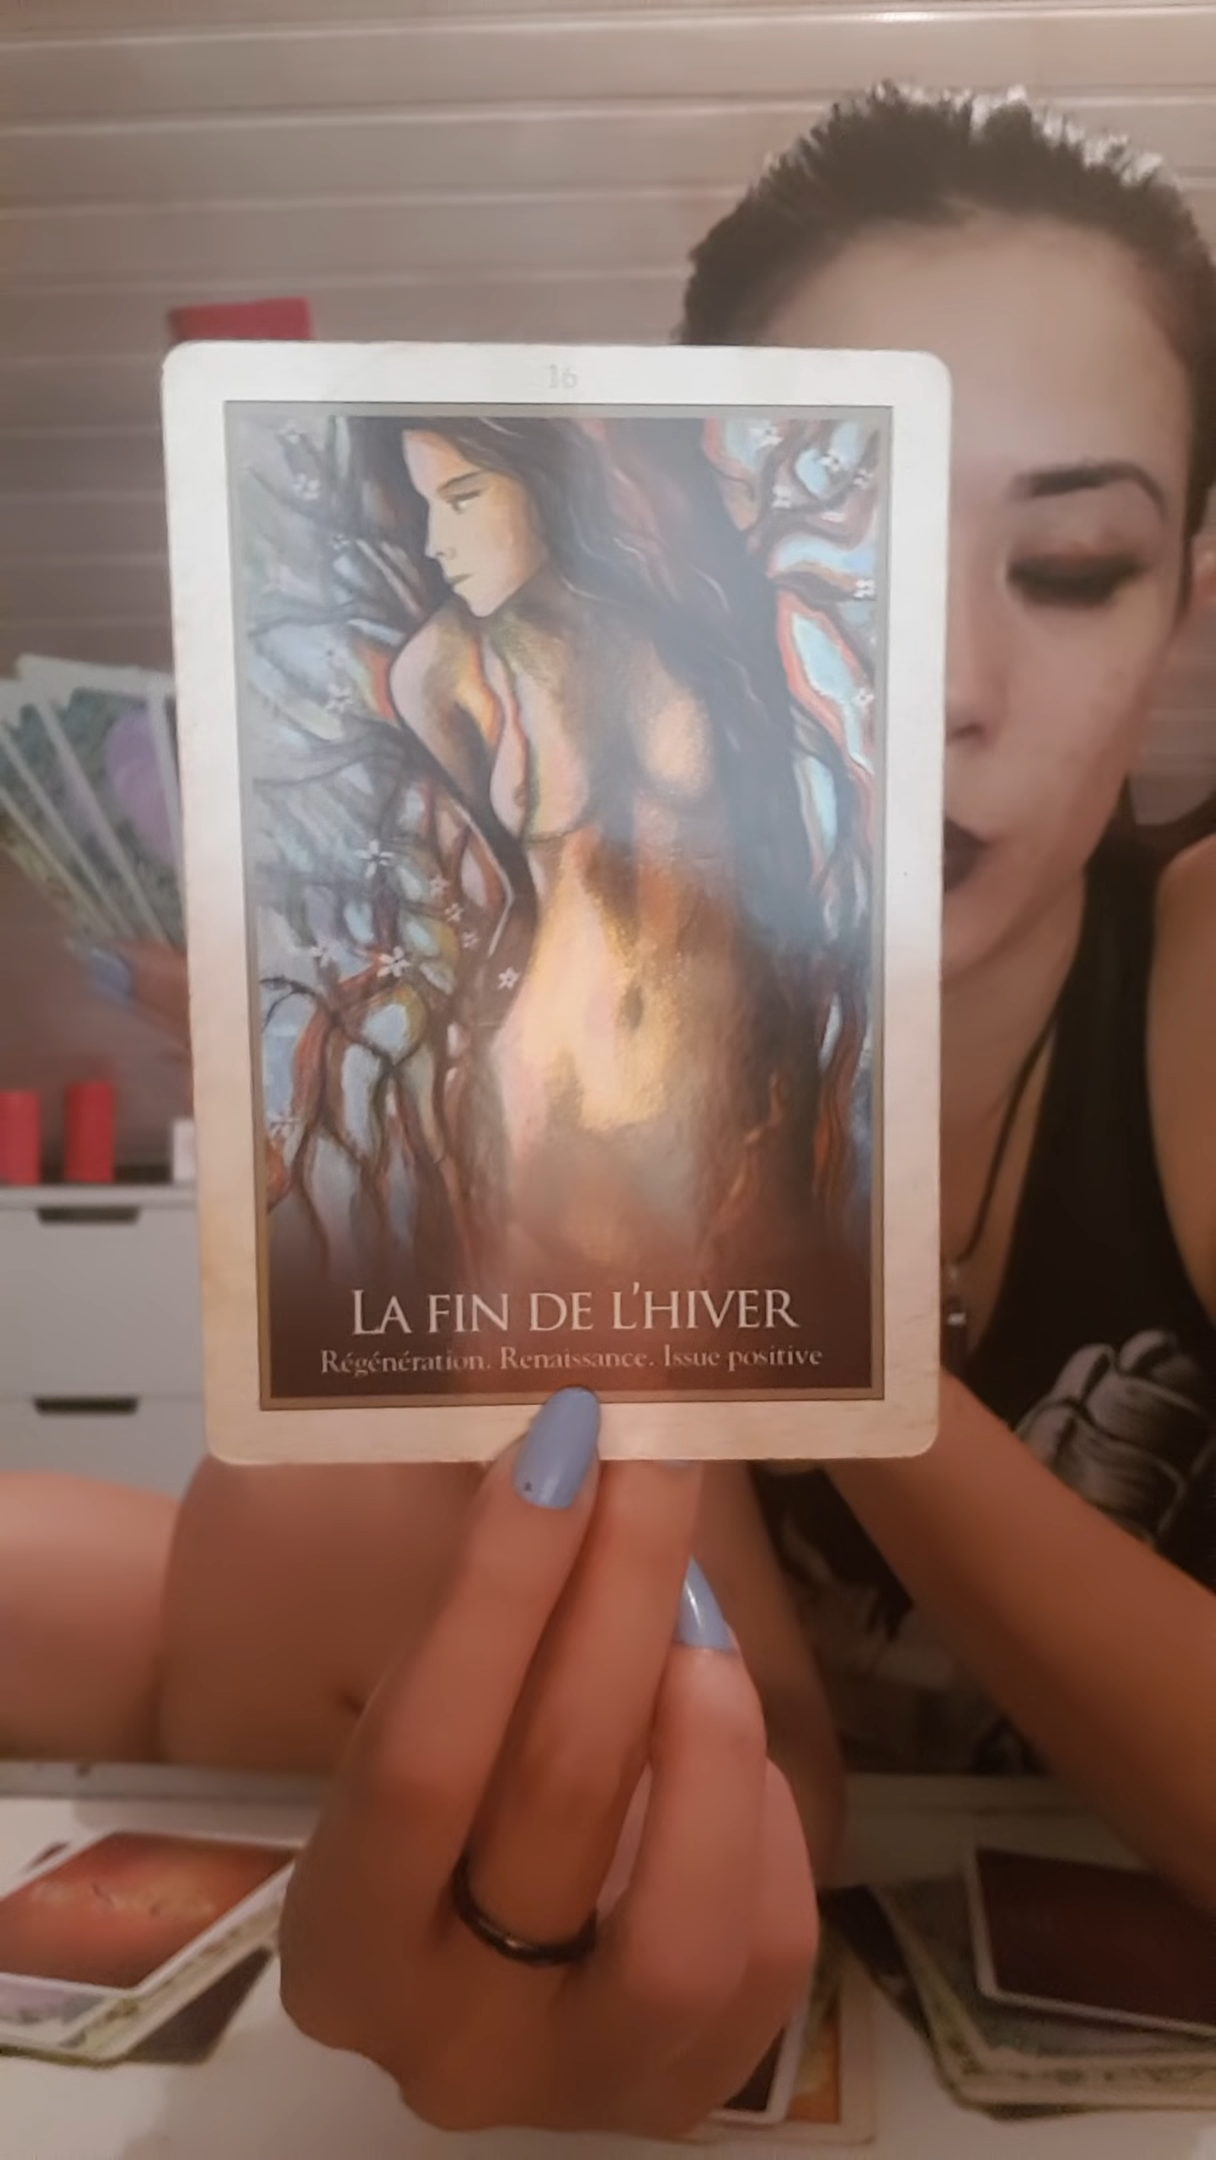 16
LA FIN DE L'HIVER
Régénération. Renaissance. Issue positive